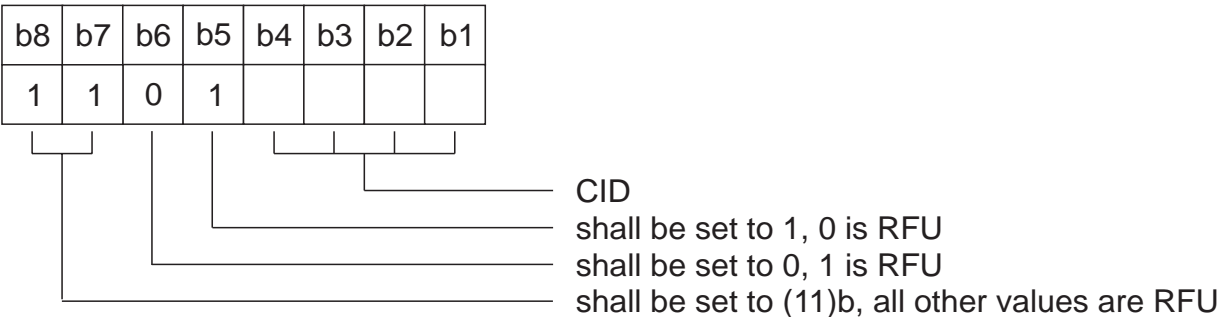 b8 b7 b6 b5 b4 b3 b2 b1
1 1 0 1
CID
shall be set to 1, 0 is RFU
shall be set to 0, 1 is RFU
shall be set to (11)b, all other values are RFU